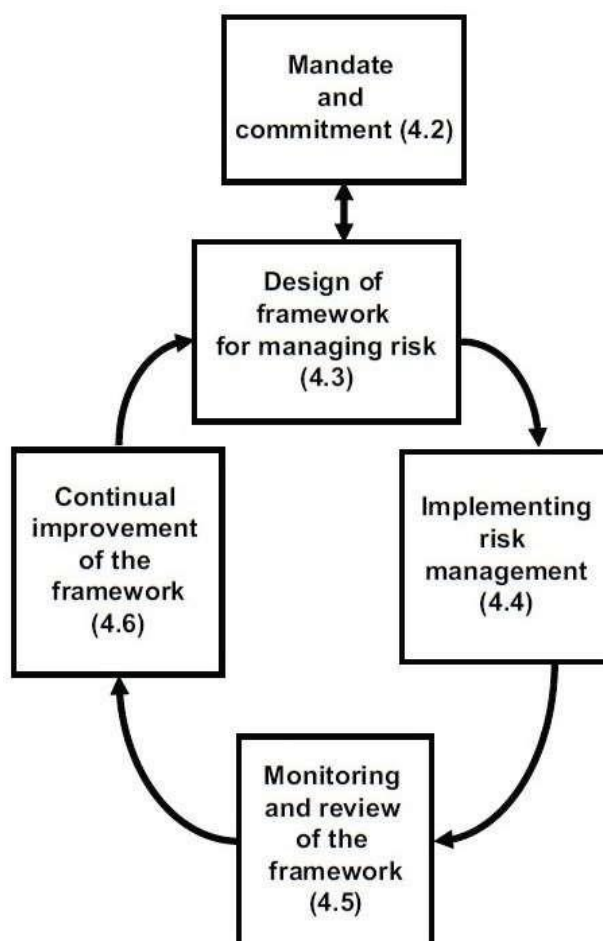 Mandate
and
commitment (4.2)
Design of
framework
for managing risk
(4.3)
Continual
improvement
of the
framework
(4.6)
Implementing
risk
management
(4.4)
Monitoring
and review
of the
framework
(4.5)